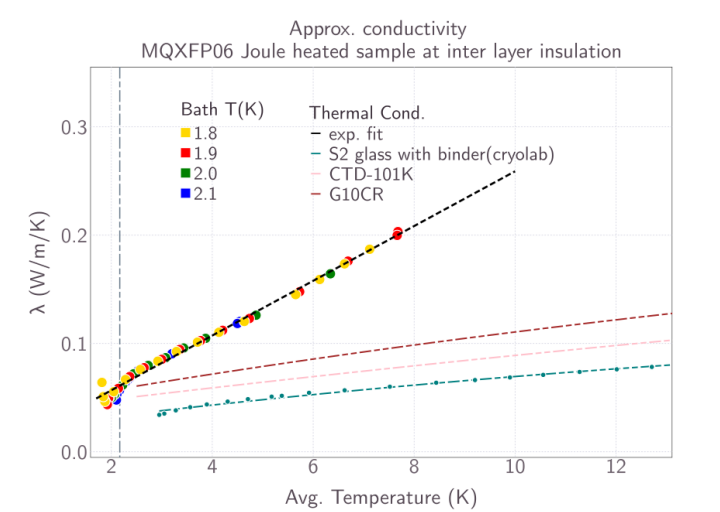 Approx. conductivity
MQXFP06 Joule heated sample at inter layer insulation
Bath T(K)
1.8
1.9
2.0
2.1
Thermal Cond.
exp. fit
S2 glass with binder(cryolab)
CTD-101K
G10CR
λ (W/m/K)
0.3
0.2
0.1
0.0
2 4 6 8 10 12
Avg. Temperature (K)